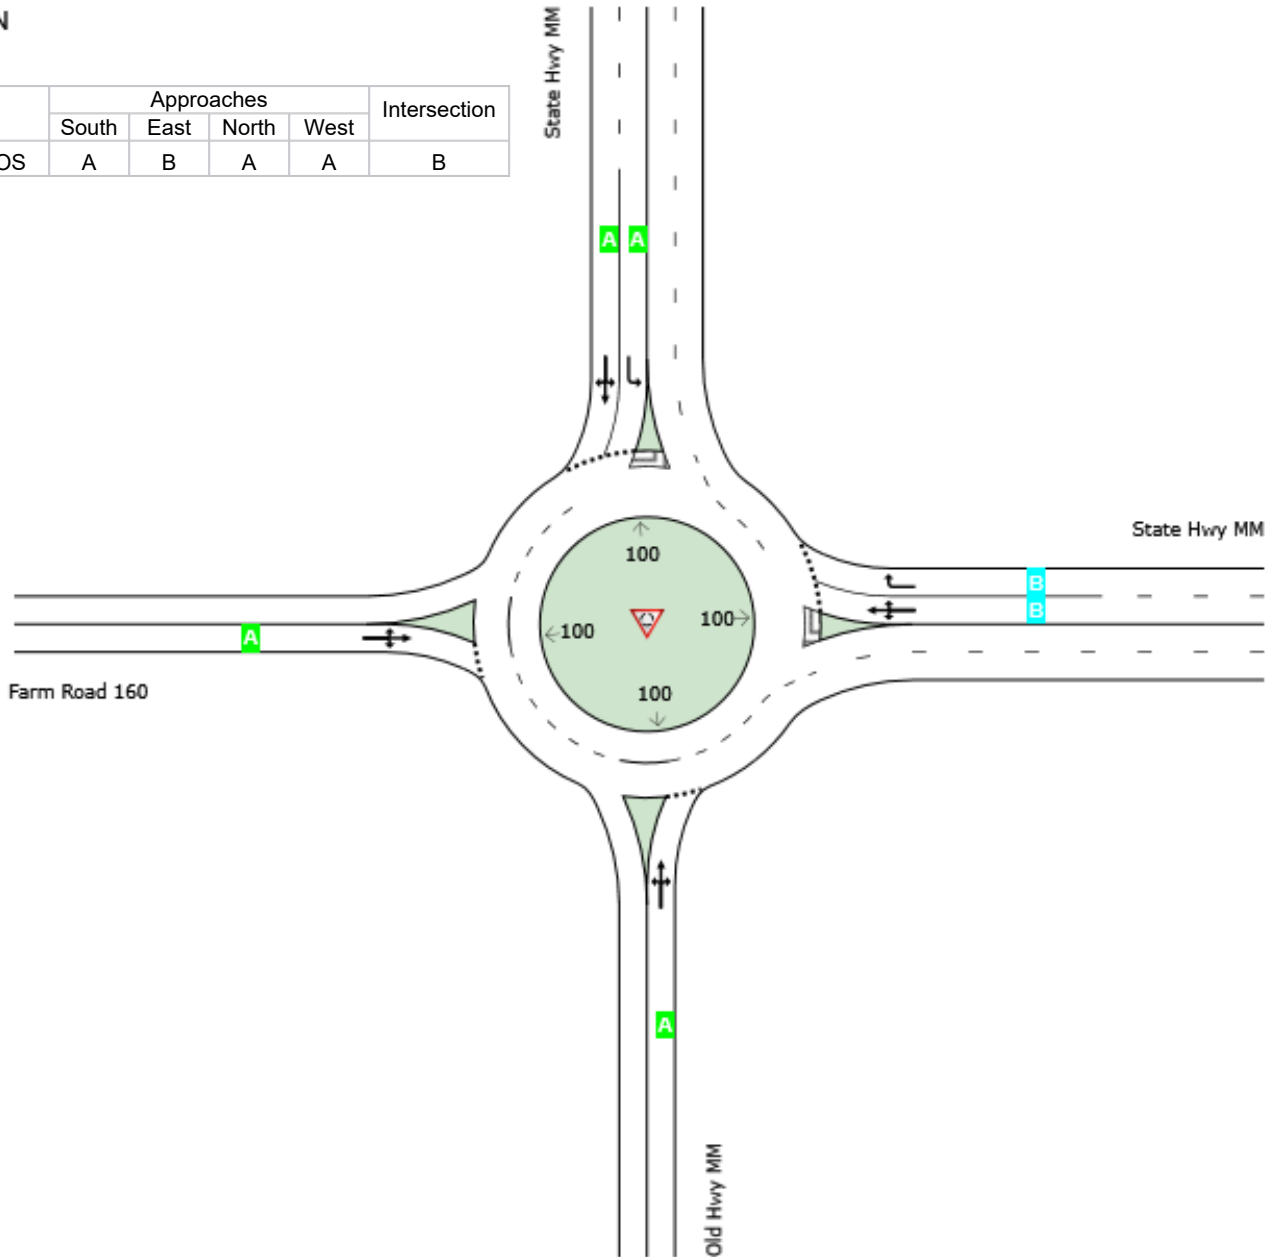 N
Approaches
Intersection
South East North West
OS A B A A B
State Hwy MM
A A
100
State Hwy MM
B
B
100
100
A
100
Farm Road 160
A
Old Hwy MM